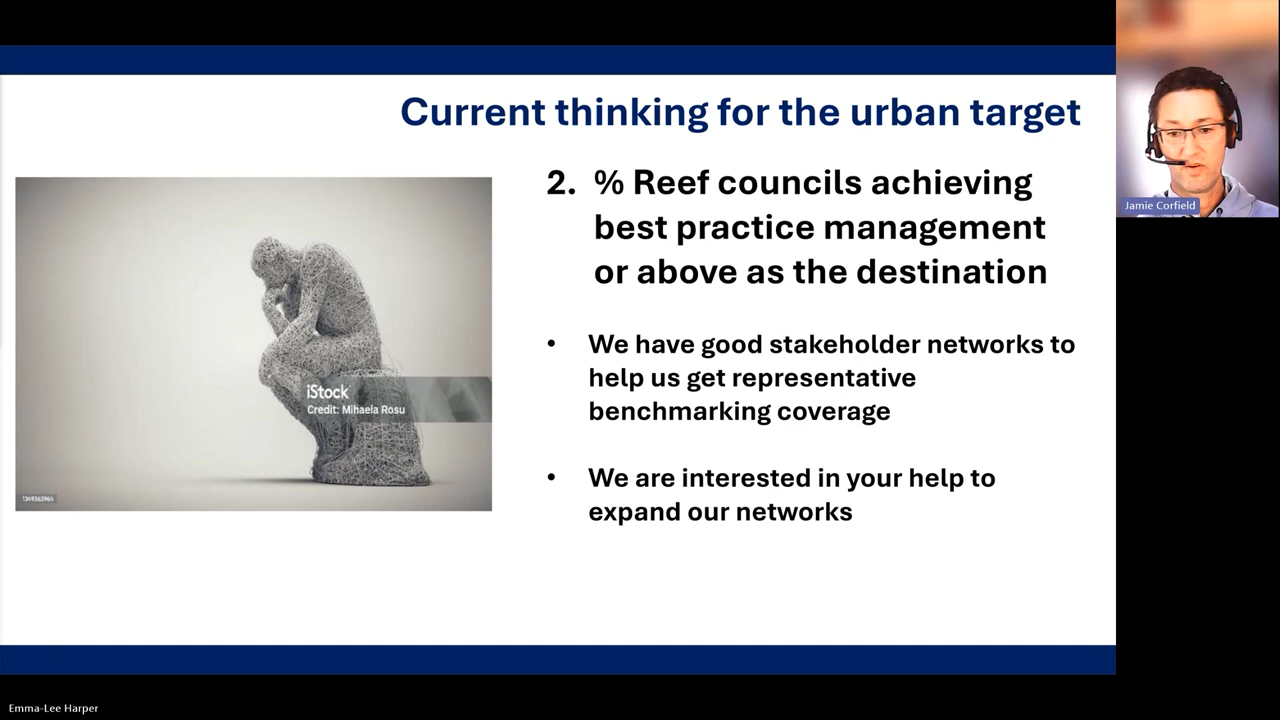 Current thinking for the urban target
2. % Reef councils achieving
best practice management
or above as the destination
• We have good stakeholder networks to
help us get representative
benchmarking coverage
• We are interested in your help to
expand our networks
iStock
Credit: Mihaela Rosu
1349363964
Jamie Corfield
Emma-Lee Harper